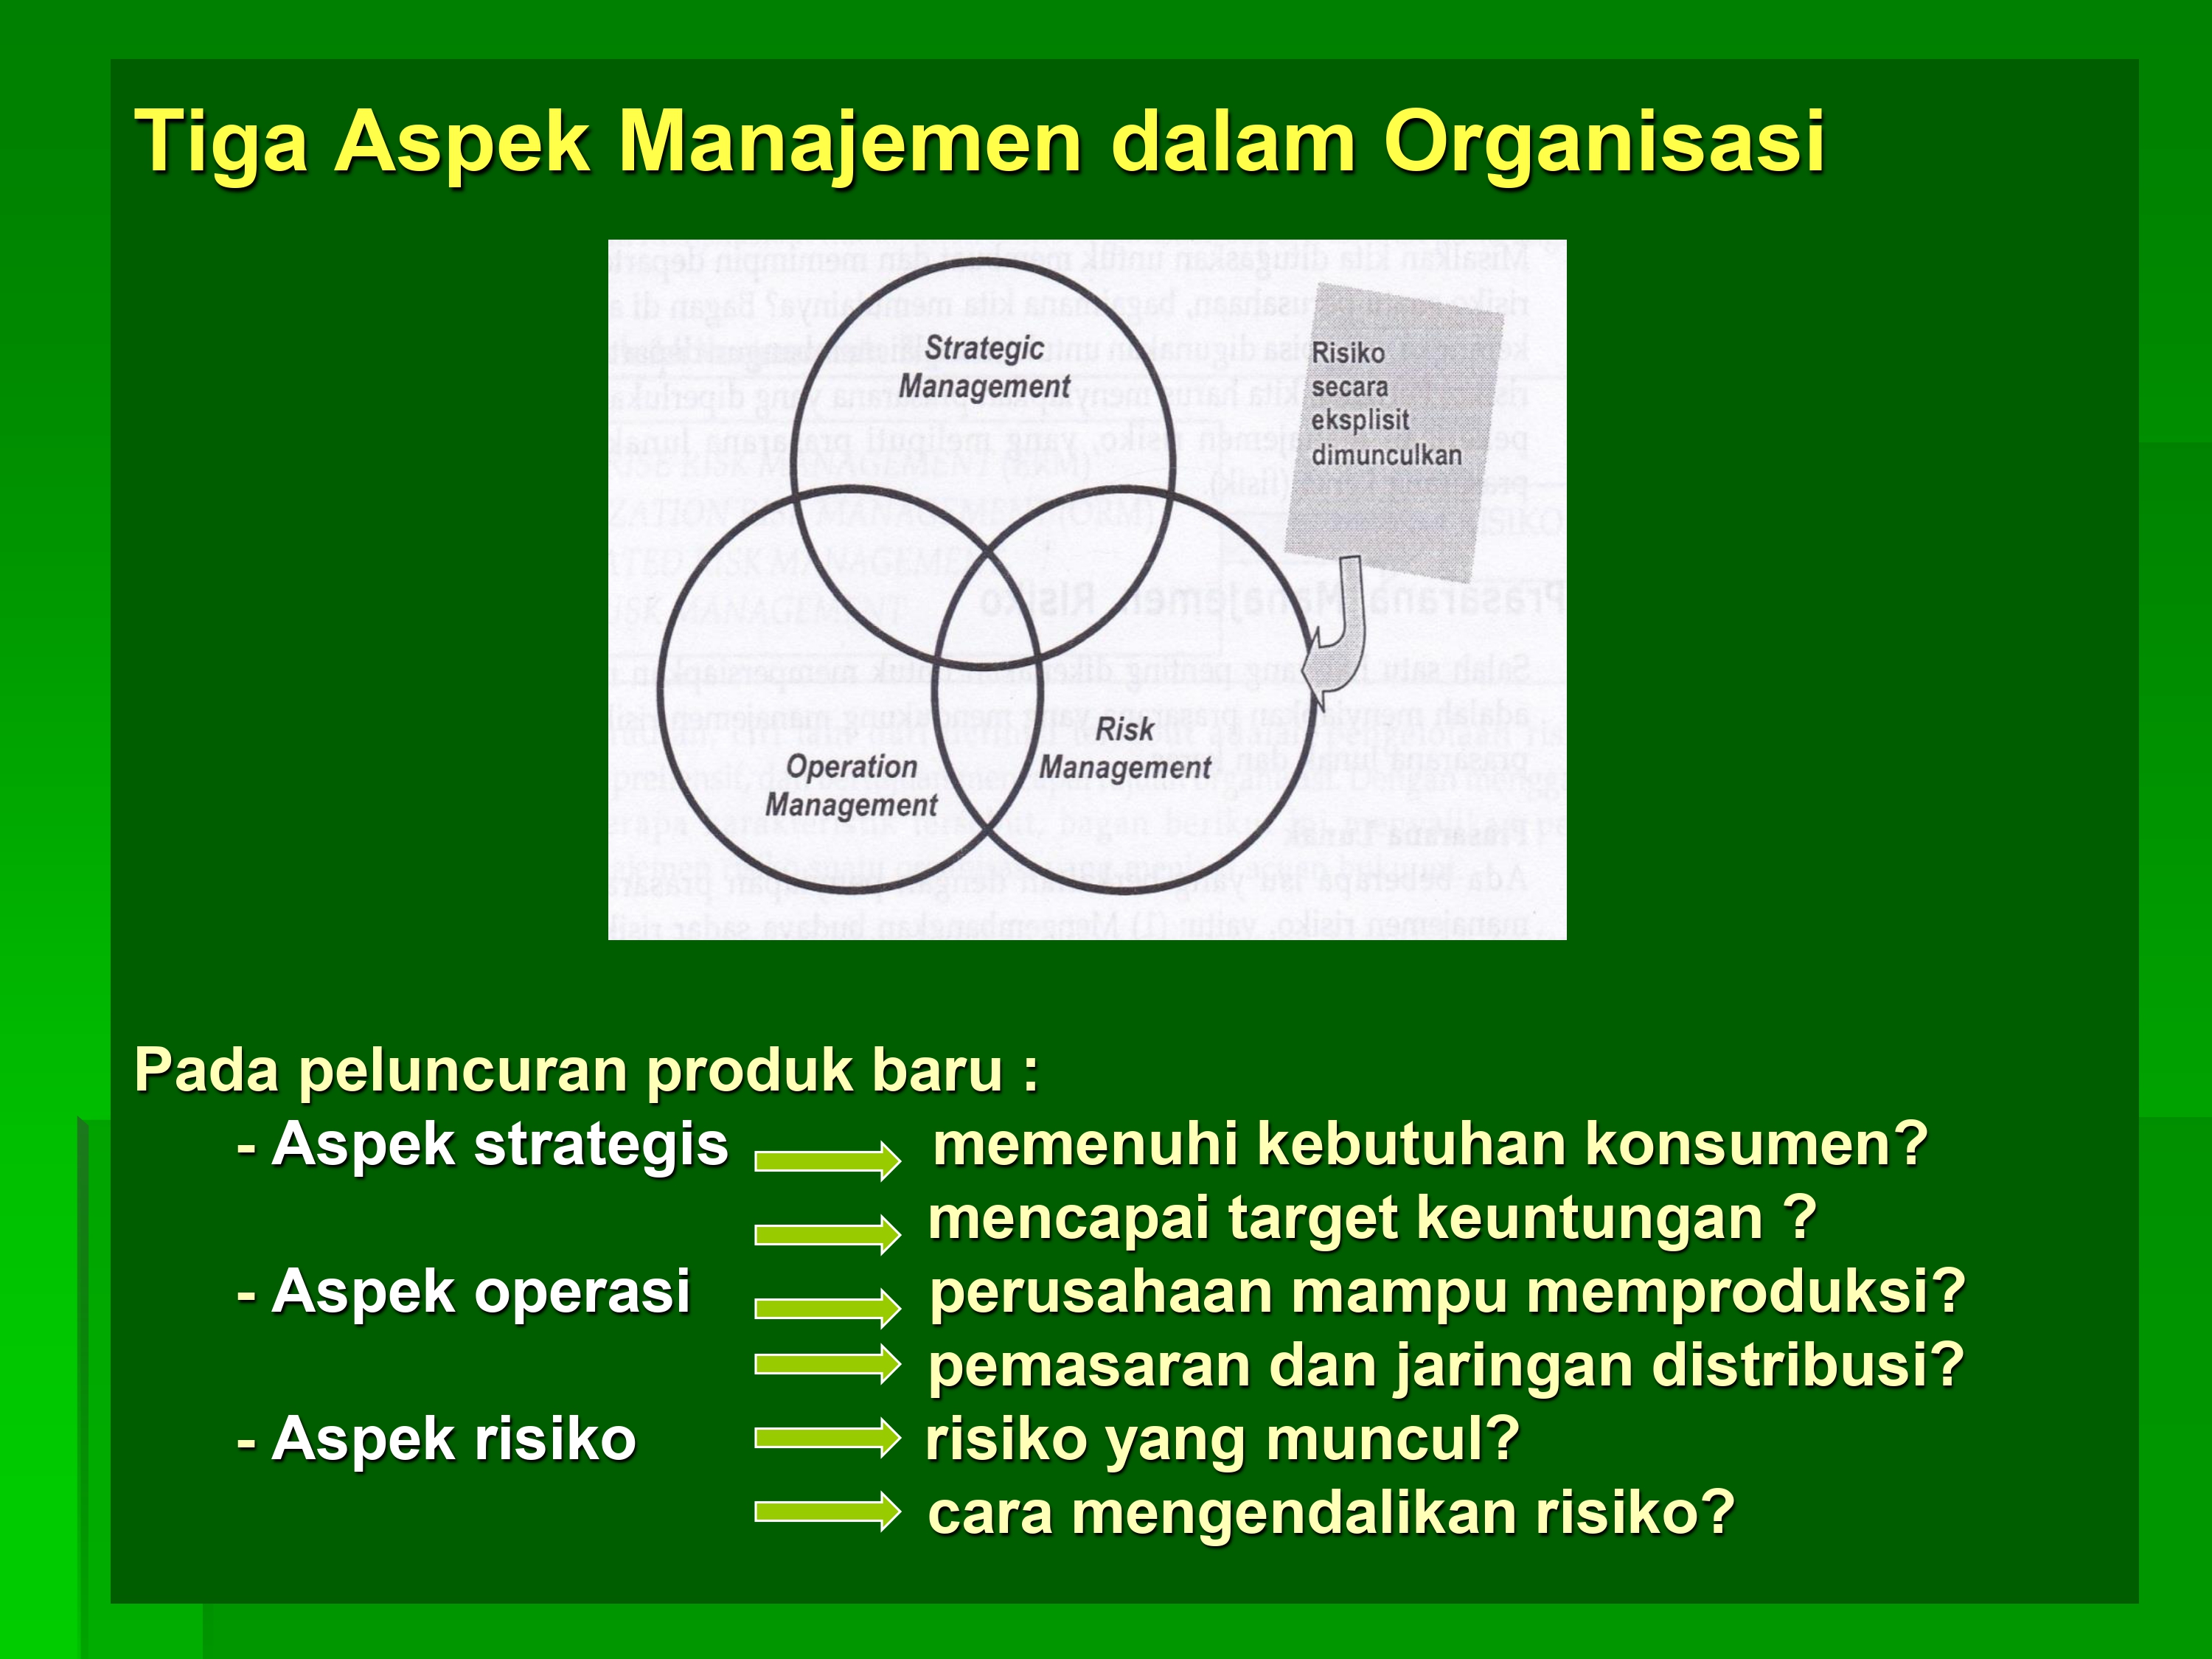 Tiga Aspek Manajemen dalam Organisasi
Strategic
Management
Risiko
secara
eksplisit
dimunculkan
Risk
Management
Operation
Management
Pada peluncuran produk baru :
- Aspek strategis memenuhi kebutuhan konsumen?
mencapai target keuntungan ?
- Aspek operasi perusahaan mampu memproduksi?
pemasaran dan jaringan distribusi?
- Aspek risiko risiko yang muncul?
cara mengendalikan risiko?